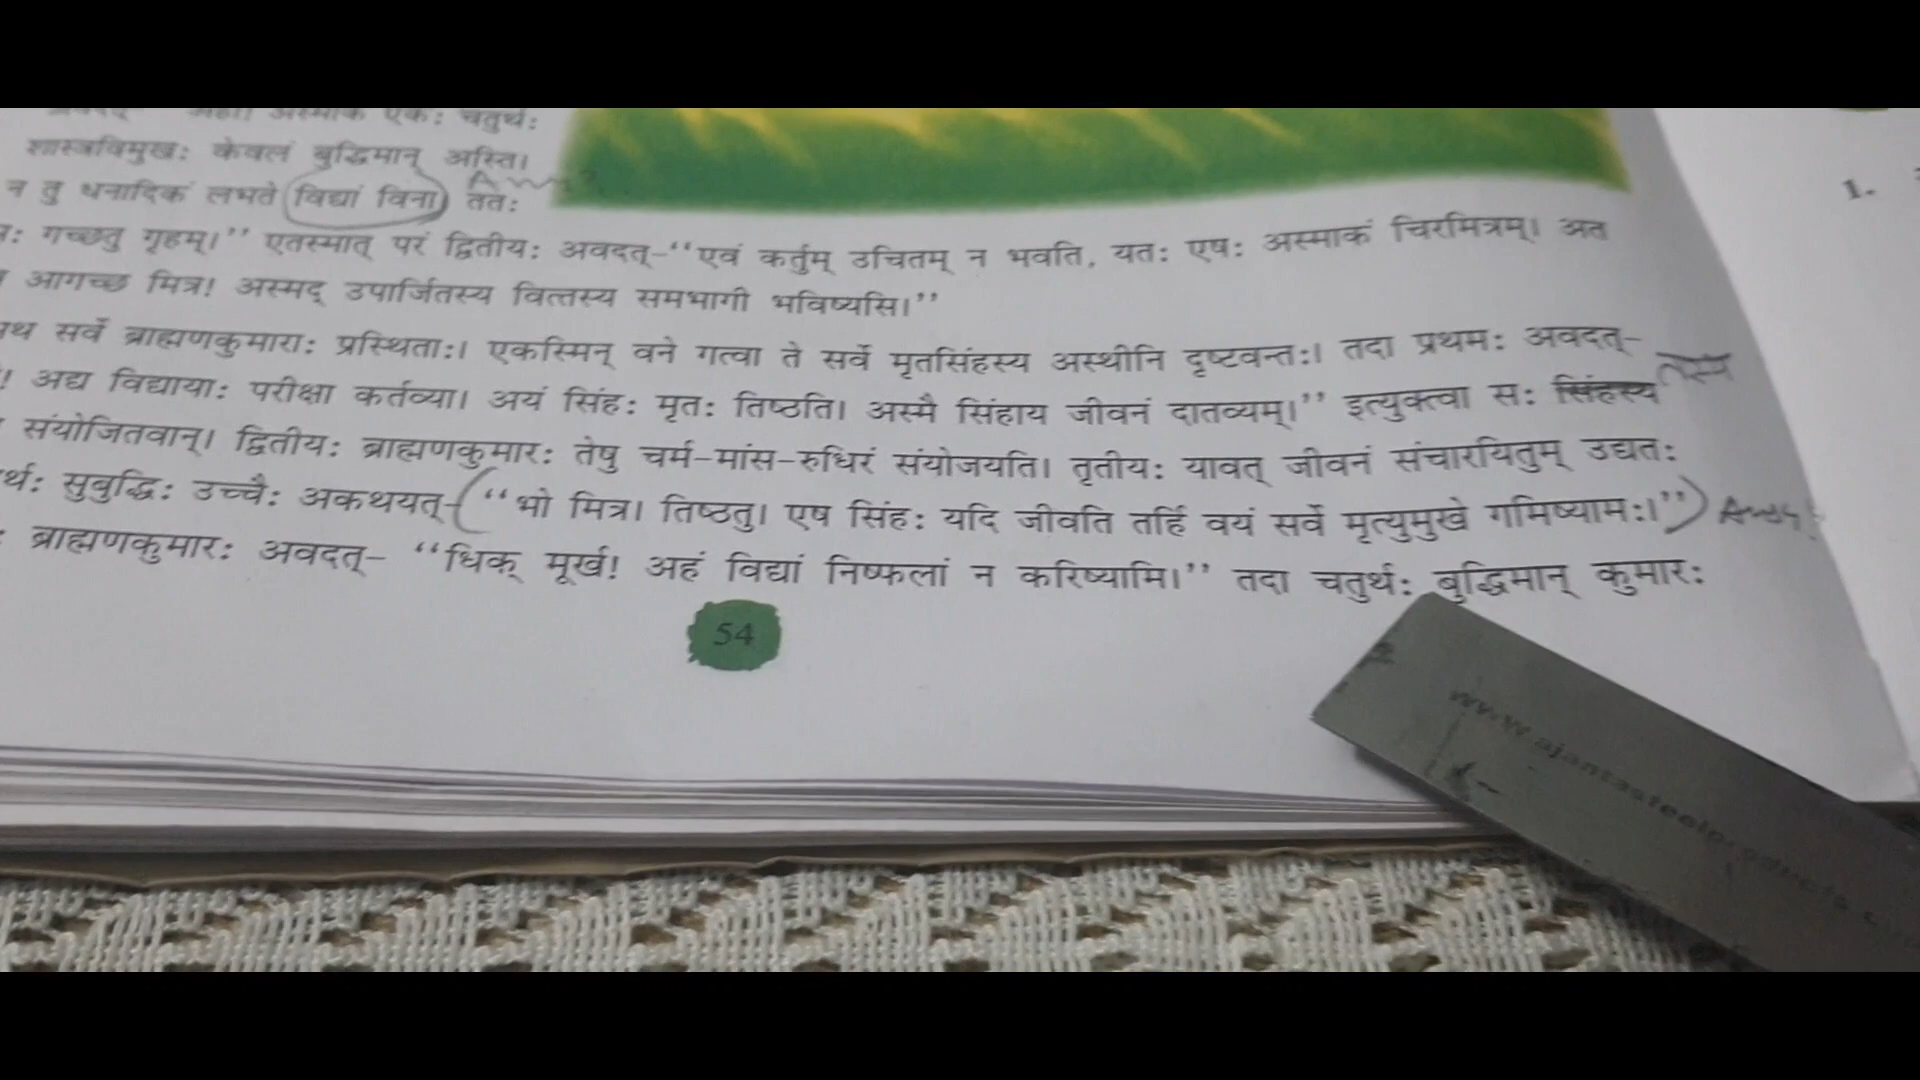 एकः चतुर्थः
शास्त्रविमुखः केवलं बुद्धिमान् अस्ति।
न तु धनादिकं लभते विद्यां विना ततः
गच्छतु गृहम्।'' एतस्मात् परं द्वितीयः अवदत्–''एवं कर्तुम् उचितम् न भवति, यतः एषः अस्माकं चिरमित्रम्। अत
आगच्छ मित्र! अस्मद् उपार्जितस्य वित्तस्य समभागी भविष्यसि।''
सर्वे ब्राह्मणकुमाराः प्रस्थिताः। एकस्मिन् वने गत्वा ते सर्वे मृतसिंहस्य अस्थीनि दृष्टवन्तः। तदा प्रथमः अवदत्–
! अद्य विद्यायाः परीक्षा कर्तव्या। अयं सिंहः मृतः तिष्ठति। अस्मै सिंहाय जीवनं दातव्यम्।'' इत्युक्त्वा सः सिंहस्य
संयोजितवान्। द्वितीयः ब्राह्मणकुमारः तेषु चर्म-मांस-रुधिरं संयोजयति। तृतीयः यावत् जीवनं संचारयितुम् उद्यतः
र्थः सुबुद्धिः उच्चैः अकथयत्–''भो मित्र। तिष्ठतु। एष सिंहः यदि जीवति तर्हि वयं सर्वे मृत्युमुखे गमिष्यामः।''
ब्राह्मणकुमारः अवदत्– ''धिक् मूर्ख! अहं विद्यां निष्फलां न करिष्यामि।'' तदा चतुर्थः बुद्धिमान् कुमारः
54
1.